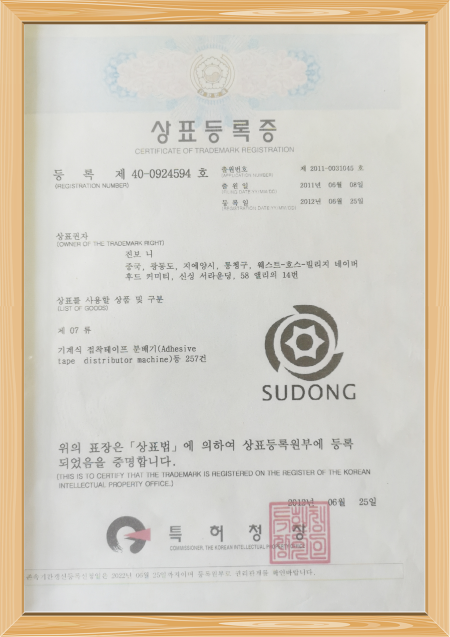 상표등록증
CERTIFICATE OF TRADEMARK REGISTRATION
등 록 제 40-0924594 호
(REGISTRATION NUMBER)
출원번호 제 2011-0031045 호
(APPLICATION NUMBER)
출 원 일 2011년 06월 08일
(FILING DATE:YY/MM/DD)
등 록 일 2012년 06월 25일
(REGISTRATION DATE:YY/MM/DD)
상표권자
(OWNER OF THE TRADEMARK RIGHT)
진보 니
중국, 광동도, 지에양시, 퉁청구, 웨스트-호스-빌리지 네이버
후드 커미티, 신싱 서라운딩, 58 앨리의 14번
상표를 사용할 상품 및 구분
(LIST OF GOODS)
제 07 류
기계식 접착테이프 분배기(Adhesive
tape distributor machine)등 257건
SUDONG
위의 표장은 「상표법」에 의하여 상표등록원부에 등록
되었음을 증명합니다.
(THIS IS TO CERTIFY THAT THE TRADEMARK IS REGISTERED ON THE REGISTER OF THE KOREAN
INTELLECTUAL PROPERTY OFFICE.)
2012년 06월 25일
특 허 청 장
COMMISSIONER, THE KOREAN INTELLECTUAL PROPERTY OFFICE